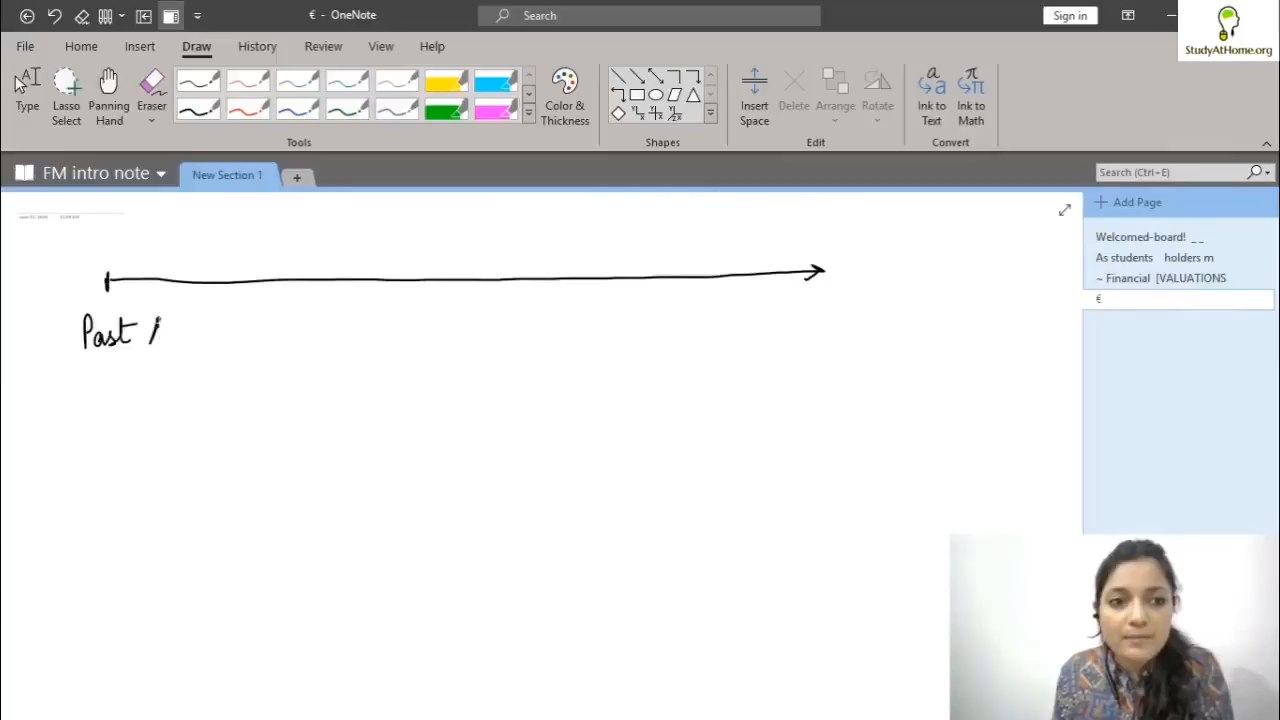 € - OneNote
Search
Sign in
StudyAtHome.org
File Home Insert Draw History Review View Help
Type
Lasso Select
Panning Hand
Eraser
Color & Thickness
Insert Space
Delete
Arrange
Rotate
Ink to Text
Ink to Math
Tools
Shapes
Edit
Convert
FM intro note
New Section 1
Search (Ctrl+E)
Add Page
Welcomed-board! _ _
As students holders m
~ Financial [VALUATIONS
€
Past /